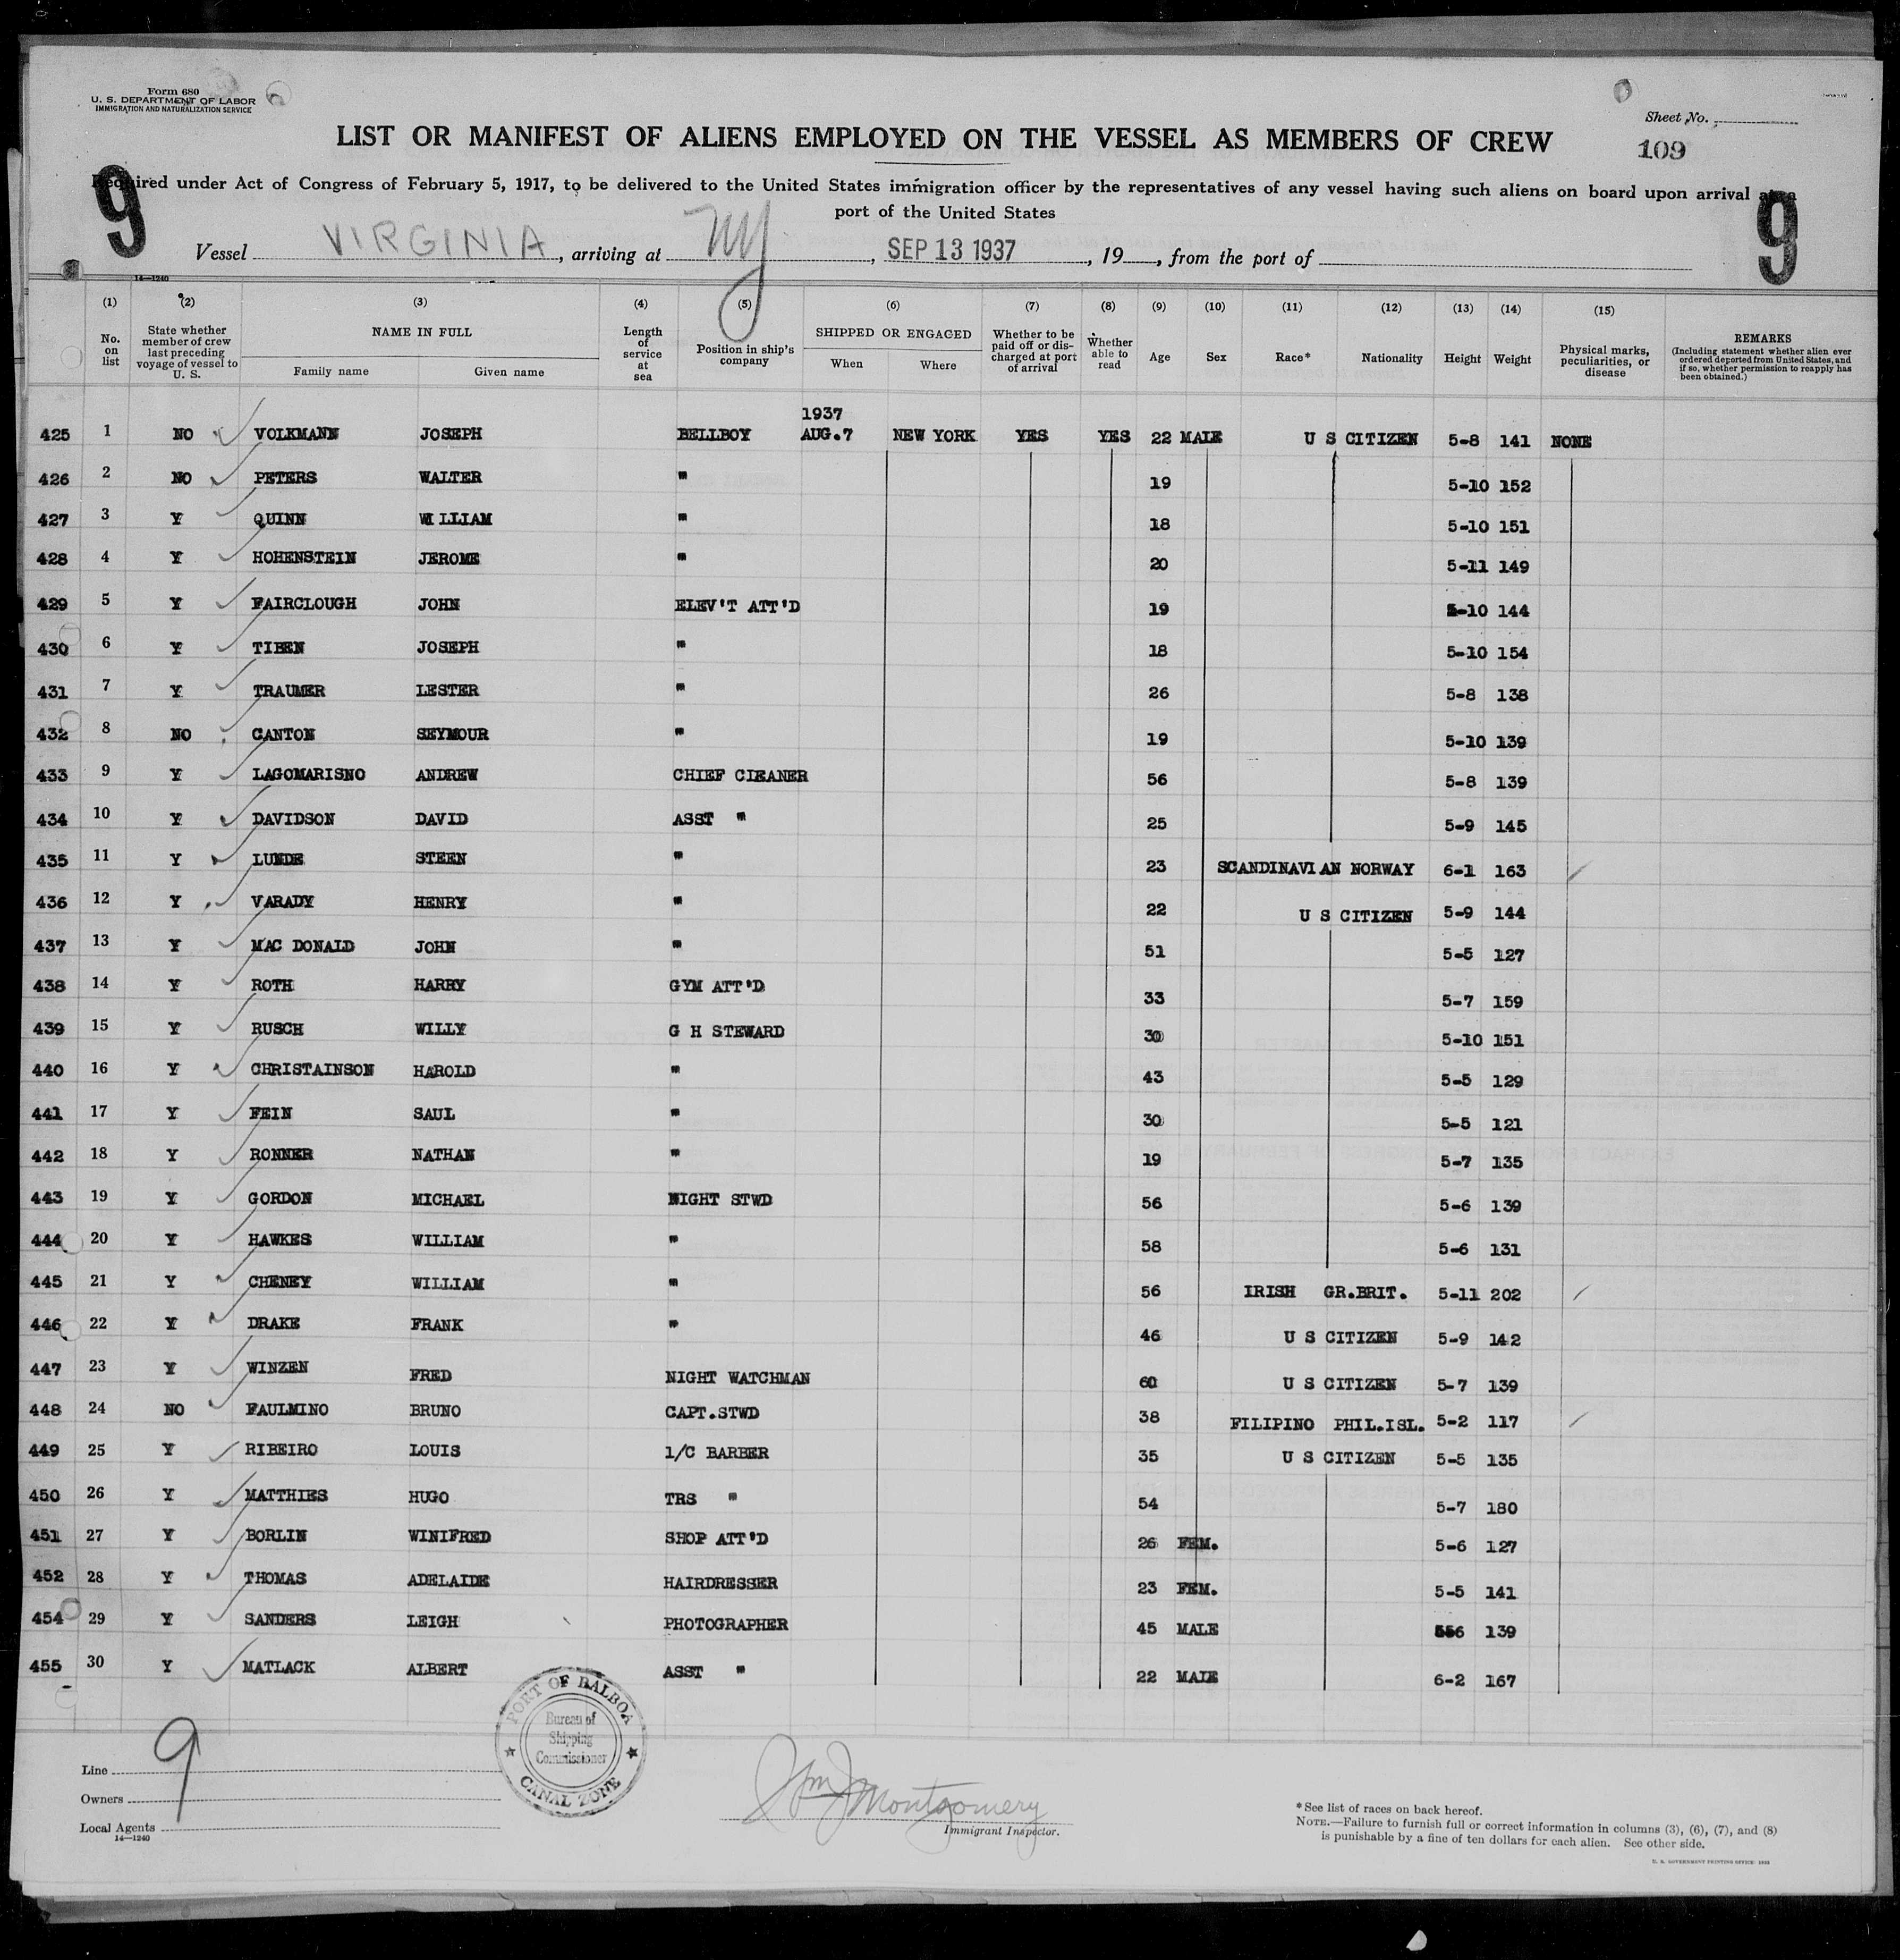 Form 680
U. S. DEPARTMENT OF LABOR
IMMIGRATION AND NATURALIZATION SERVICE
Sheet No.
109
LIST OR MANIFEST OF ALIENS EMPLOYED ON THE VESSEL AS MEMBERS OF CREW
9 9
Required under Act of Congress of February 5, 1917, to be delivered to the United States immigration officer by the representatives of any vessel having such aliens on board upon arrival at a
port of the United States
Vessel VIRGINIA, arriving at NY, SEP 13 1937, 19, from the port of
14—1240
(1) (2) (3) (4) (5) (6) (7) (8) (9) (10) (11) (12) (13) (14) (15)
No. on list
State whether member of crew last preceding voyage of vessel to U. S.
NAME IN FULL
Family name Given name
Length of service at sea
Position in ship's company
SHIPPED OR ENGAGED
When Where
Whether to be paid off or discharged at port of arrival
Whether able to read
Age
Sex
Race*
Nationality
Height
Weight
Physical marks, peculiarities, or disease
REMARKS
(Including statement whether alien ever ordered deported from United States, and if so, whether permission to reapply has been obtained.)
1937
425 1 NO VOLKMANN JOSEPH BELLBOY AUG.7 NEW YORK YES YES 22 MALE U S CITIZEN 5-8 141 NONE
426 2 NO PETERS WALTER " 19 5-10 152
427 3 Y QUINN WILLIAM " 18 5-10 151
428 4 Y HOHENSTEIN JEROME " 20 5-11 149
429 5 Y FAIRCLOUGH JOHN ELEV'T ATT'D 19 5-10 144
430 6 Y TIBEN JOSEPH " 18 5-10 154
431 7 Y TRAUMER LESTER " 26 5-8 138
432 8 NO CANTON SEYMOUR " 19 5-10 139
433 9 Y LAGOMARISNO ANDREW CHIEF CLEANER 56 5-8 139
434 10 Y DAVIDSON DAVID ASST " 25 5-9 145
435 11 Y LUNDE STEEN " 23 SCANDINAVIAN NORWAY 6-1 163
436 12 Y VARADY HENRY " 22 U S CITIZEN 5-9 144
437 13 Y MAC DONALD JOHN " 51 5-5 127
438 14 Y ROTH HARRY GYM ATT'D 33 5-7 159
439 15 Y RUSCH WILLY G H STEWARD 30 5-10 151
440 16 Y CHRISTAINSON HAROLD " 43 5-5 129
441 17 Y FEIN SAUL " 30 5-5 121
442 18 Y RONNER NATHAN " 19 5-7 135
443 19 Y GORDON MICHAEL NIGHT STWD 56 5-6 139
444 20 Y HAWKES WILLIAM " 58 5-6 131
445 21 Y CHENEY WILLIAM " 56 IRISH GR.BRIT. 5-11 202
446 22 Y DRAKE FRANK " 46 U S CITIZEN 5-9 142
447 23 Y WINZEN FRED NIGHT WATCHMAN 60 U S CITIZEN 5-7 139
448 24 NO FAULMINO BRUNO CAPT.STWD 38 FILIPINO PHIL.ISL. 5-2 117
449 25 Y RIBEIRO LOUIS 1/C BARBER 35 U S CITIZEN 5-5 135
450 26 Y MATTHIES HUGO TRS " 54 5-7 180
451 27 Y BORLIN WINIFRED SHOP ATT'D 26 FEM. 5-6 127
452 28 Y THOMAS ADELAIDE HAIRDRESSER 23 FEM. 5-5 141
454 29 Y SANDERS LEIGH PHOTOGRAPHER 45 MALE 556 139
455 30 Y MATLACK ALBERT ASST " 22 MALE 6-2 167
PORT OF BALBOA
Bureau of
Shipping
Commissioner
CANAL ZONE
9
Line
Owners
Local Agents
14—1240
Wm J Montgomery
Immigrant Inspector.
* See list of races on back hereof.
NOTE.—Failure to furnish full or correct information in columns (3), (6), (7), and (8)
is punishable by a fine of ten dollars for each alien. See other side.
U. S. GOVERNMENT PRINTING OFFICE